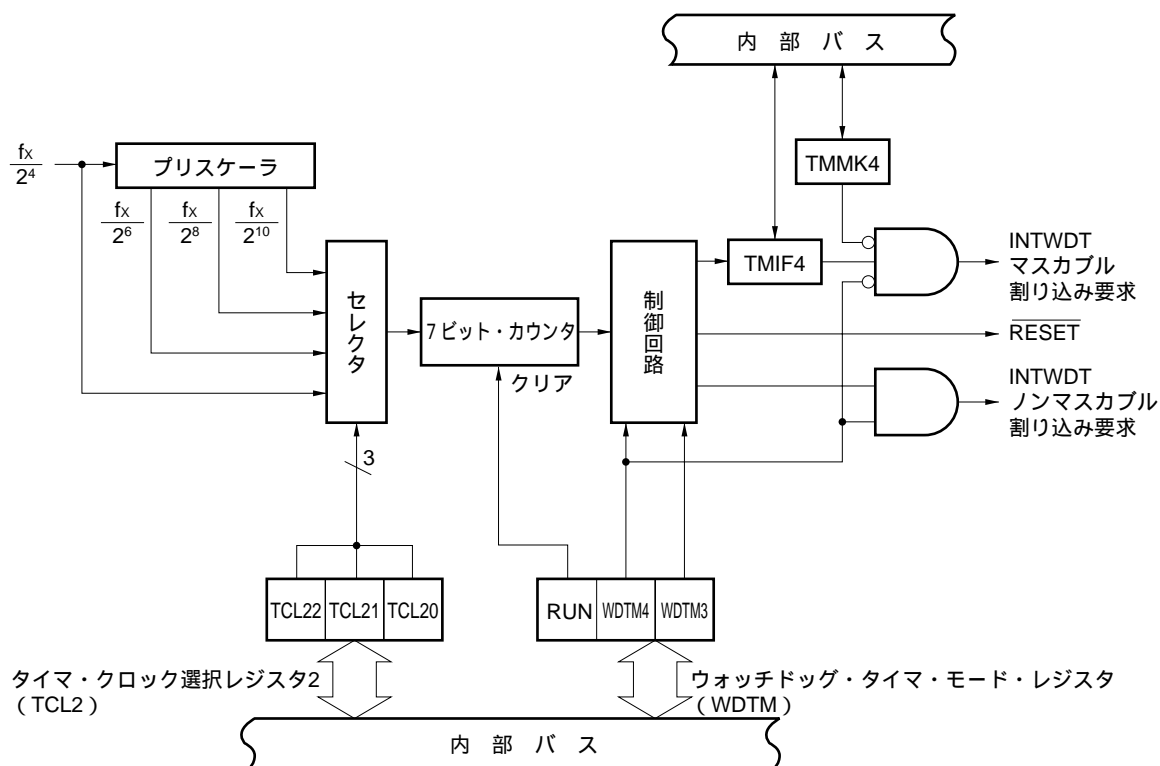 内 部 バ ス
fX
2⁴
プリスケーラ
TMMK4
fX
2⁶
fX
2⁸
fX
2¹⁰
セレクタ
7ビット・カウンタ
クリア
制御回路
TMIF4
INTWDT
マスカブル
割り込み要求
RESET
INTWDT
ノンマスカブル
割り込み要求
3
TCL22 TCL21 TCL20
RUN WDTM4 WDTM3
タイマ・クロック選択レジスタ2
（TCL2）
ウォッチドッグ・タイマ・モード・レジスタ
（WDTM）
内 部 バ ス